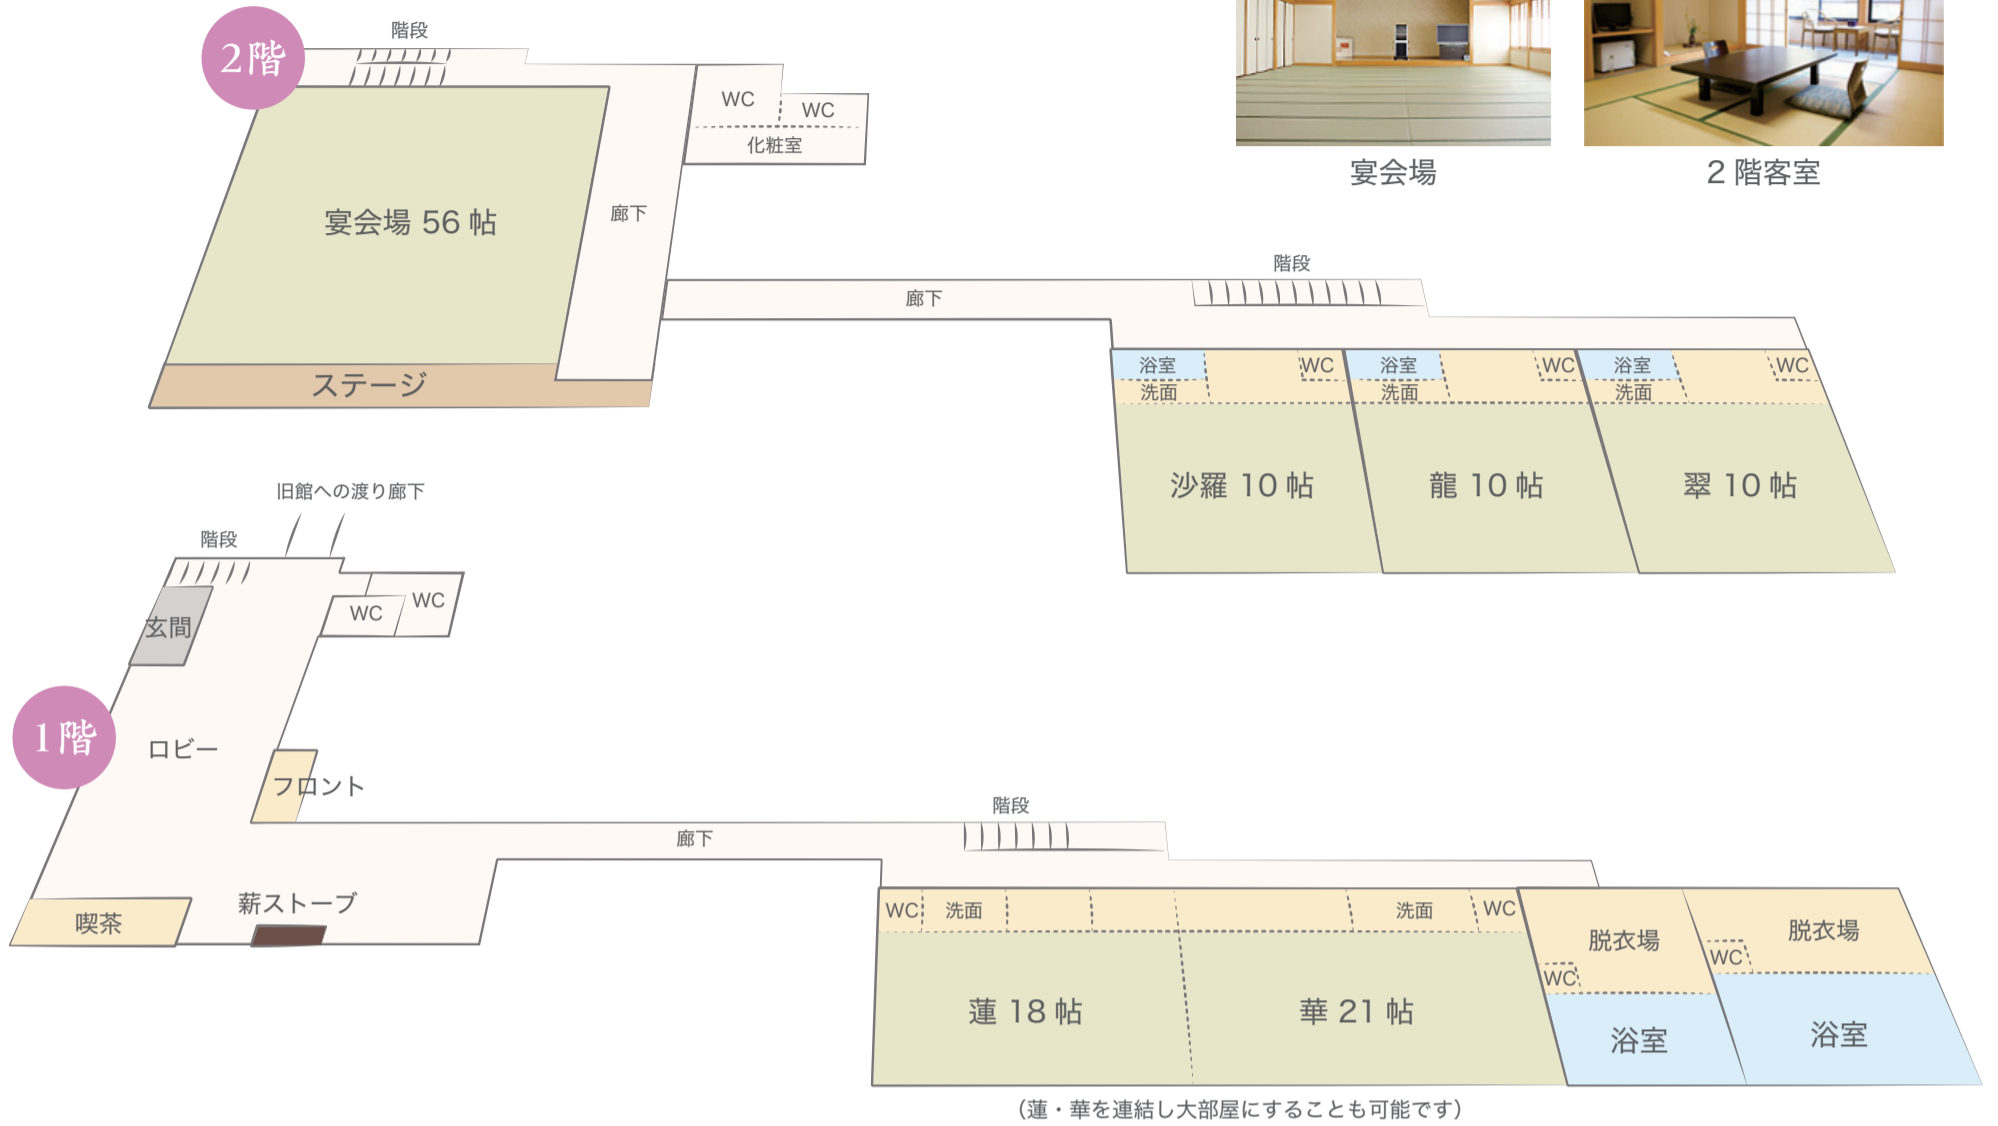 2階
階段
WC
WC
化粧室
宴会場 56 帖
廊下
ステージ
宴会場
2 階客室
廊下
階段
浴室
洗面
WC
浴室
洗面
WC
浴室
洗面
WC
沙羅 10 帖
龍 10 帖
翠 10 帖
旧館への渡り廊下
階段
玄間
WC
WC
1階
ロビー
フロント
廊下
階段
喫茶
薪ストーブ
WC
洗面
洗面
WC
蓮 18 帖
華 21 帖
脱衣場
WC
浴室
脱衣場
WC
浴室
（蓮・華を連結し大部屋にすることも可能です）